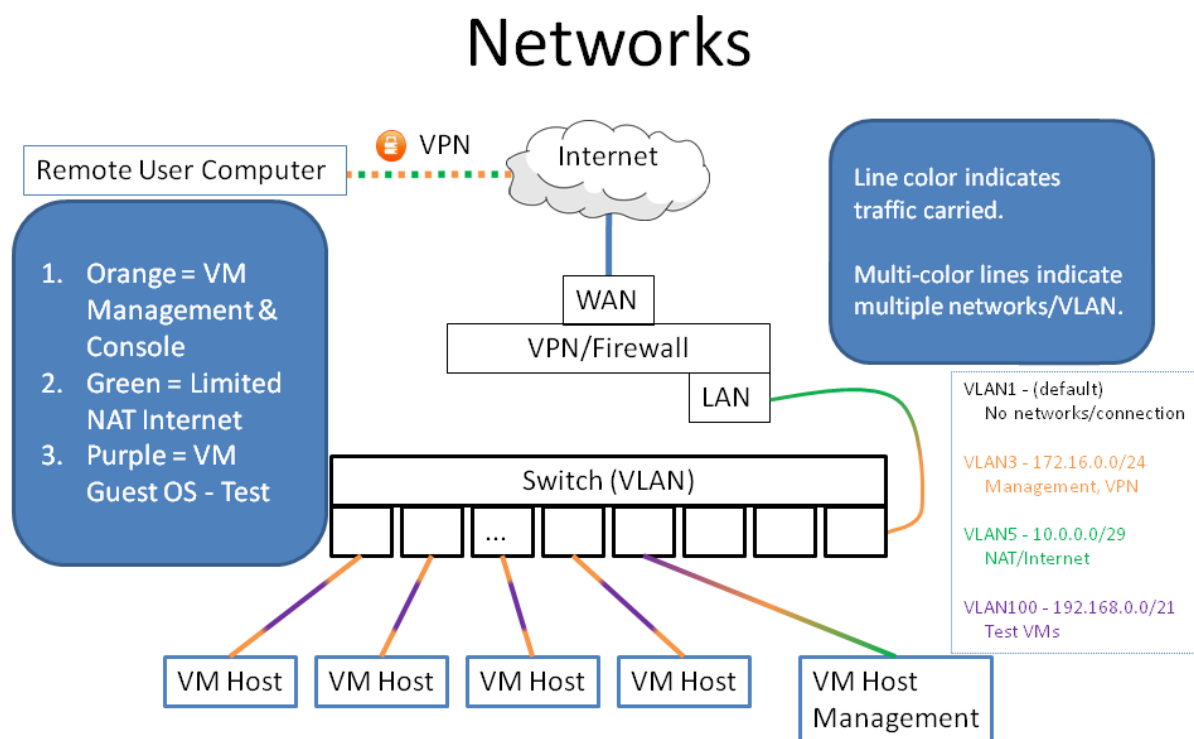 Networks
VPN
Internet
Remote User Computer
1. Orange = VM
Management &
Console
2. Green = Limited
NAT Internet
3. Purple = VM
Guest OS - Test
Line color indicates
traffic carried.
Multi-color lines indicate
multiple networks/VLAN.
WAN
VPN/Firewall
LAN
VLAN1 - (default)
No networks/connection
VLAN3 - 172.16.0.0/24
Management, VPN
VLAN5 - 10.0.0.0/29
NAT/Internet
VLAN100 - 192.168.0.0/21
Test VMs
Switch (VLAN)
...
VM Host
VM Host
VM Host
VM Host
VM Host
Management